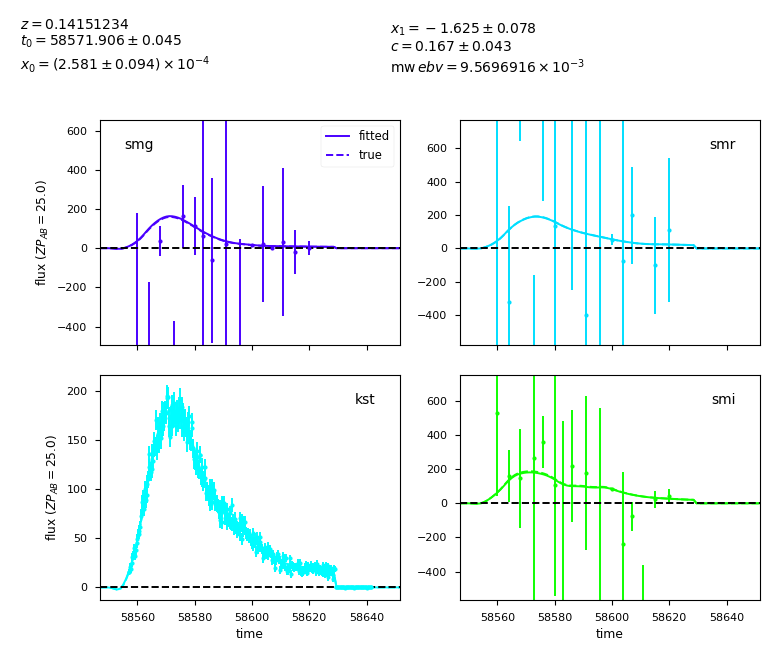 z = 0.14151234
t₀ = 58571.906 ± 0.045
x₀ = (2.581 ± 0.094) × 10⁻⁴
x₁ = −1.625 ± 0.078
c = 0.167 ± 0.043
mw ebv = 9.5696916 × 10⁻³
smg
fitted
true
600
400
200
0
−200
−400
flux (ZP_AB = 25.0)
smr
600
400
200
0
−200
−400
kst
200
150
100
50
0
flux (ZP_AB = 25.0)
58560 58580 58600 58620 58640
time
smi
600
400
200
0
−200
−400
58560 58580 58600 58620 58640
time